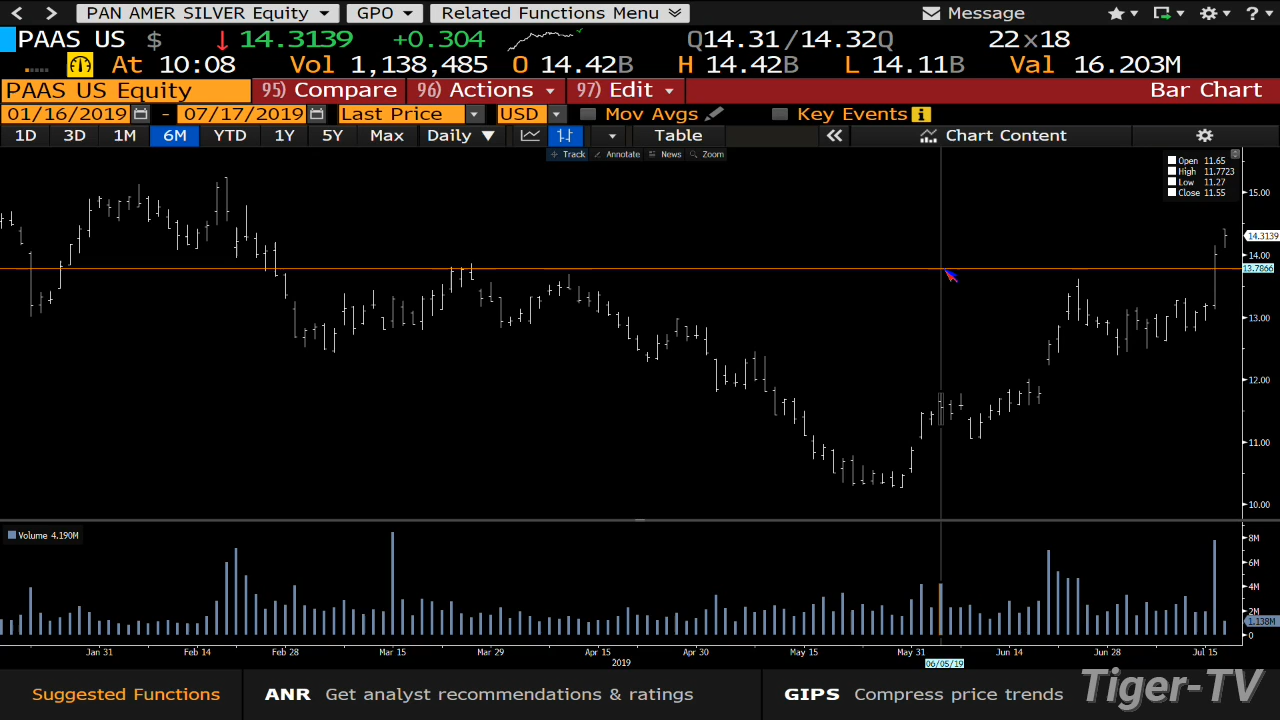 PAN AMER SILVER Equity GPO Related Functions Menu Message
PAAS US $ ↓ 14.3139 +0.304 Q14.31/14.32Q 22x18
At 10:08 Vol 1,138,485 O 14.42B H 14.42B L 14.11B Val 16.203M
PAAS US Equity 95) Compare 96) Actions 97) Edit Bar Chart
01/16/2019 - 07/17/2019 Last Price USD Mov Avgs Key Events i
1D 3D 1M 6M YTD 1Y 5Y Max Daily ▼ Table « Chart Content
Track Annotate News Zoom
Open 11.65
High 11.7723
Low 11.27
Close 11.55
15.00
14.3139
14.00
13.7866
13.00
12.00
11.00
10.00
Volume 4.190M
8M
6M
4M
2M
1.138M
0
Jan 31 Feb 14 Feb 28 Mar 15 Mar 29 Apr 15 Apr 30 May 15 May 31 Jun 14 Jun 28 Jul 15
2019 06/05/19
Suggested Functions ANR Get analyst recommendations & ratings GIPS Compress price trends
Tiger-TV